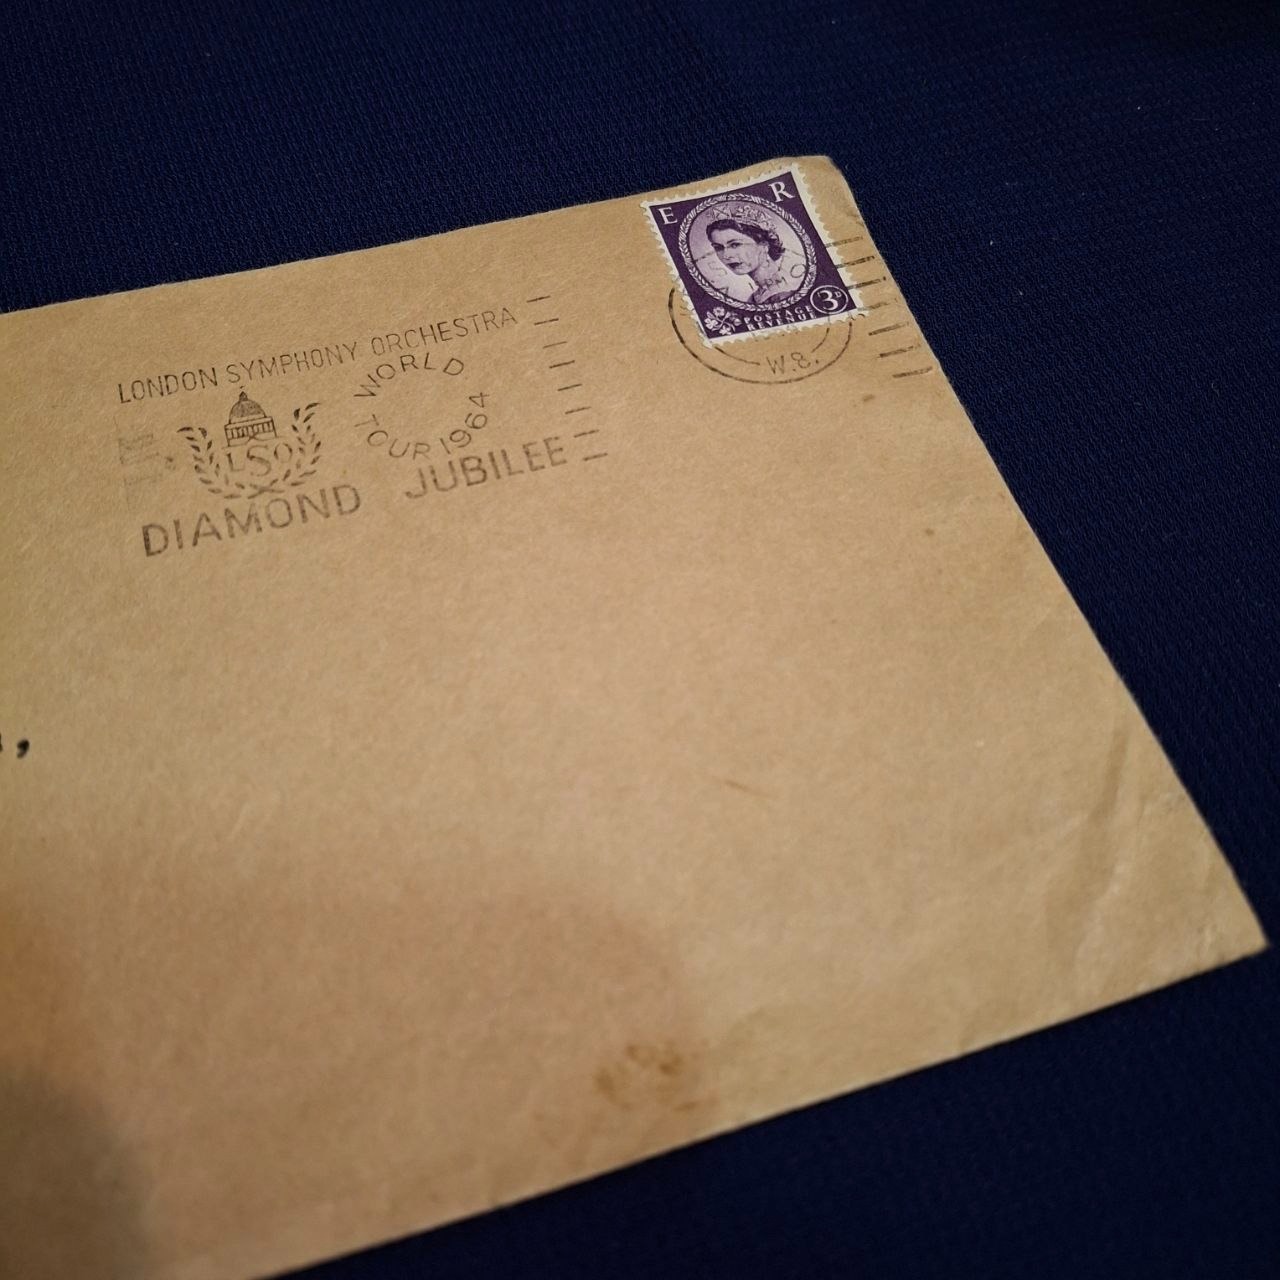 LONDON SYMPHONY ORCHESTRA
WORLD
TOUR 1964
LSO
DIAMOND JUBILEE
E R
POSTAGE
REVENUE
3D
W.8.
,